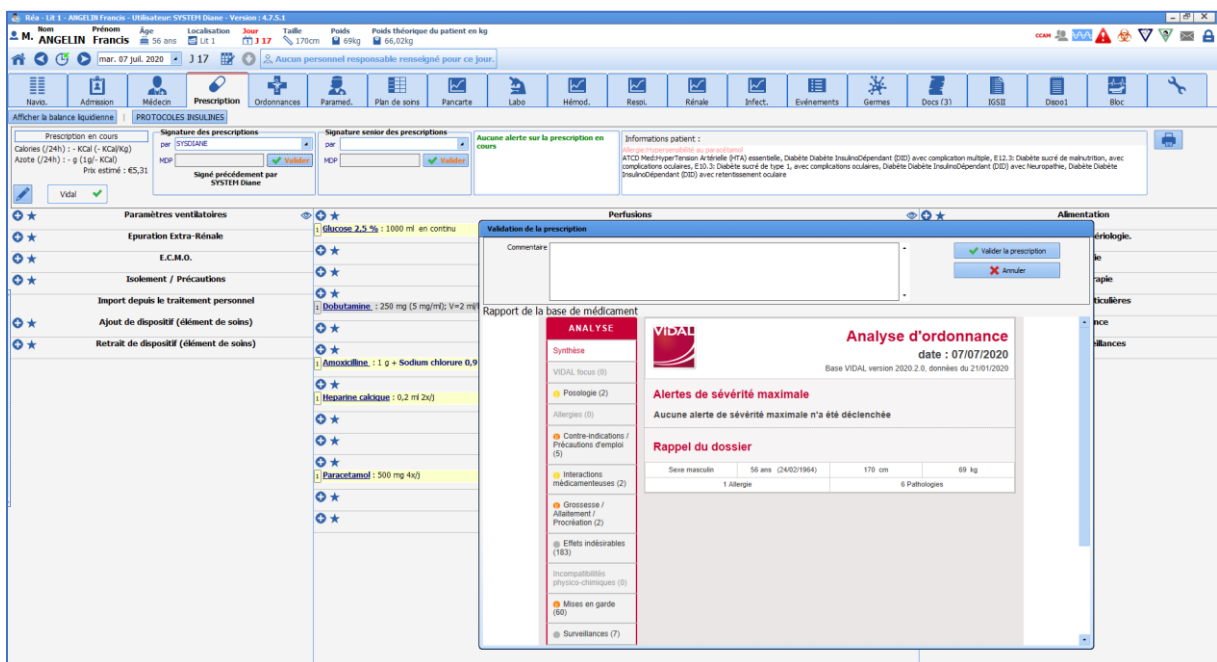 Réa - Lit 1 - ANGELIN Francis - Utilisateur: SYSTEM Diane - Version : 4.7.5.1
Nom Prénom Âge Localisation Jour Taille Poids Poids théorique du patient en kg
M. ANGELIN Francis 56 ans Lit 1 J 17 170cm 69kg 66,02kg
CCAM
mar. 07 juil. 2020 J 17 Aucun personnel responsable renseigné pour ce jour.
Navig. Admission Médecin Prescription Ordonnances Paramed. Plan de soins Pancarte Labo Hémod. Respi. Rénale Infect. Evénements Germes Docs (3) IGSII Dispo1 Bloc
Afficher la balance liquidienne PROTOCOLES INSULINES
Prescription en cours
Calories (/24h) : - KCal (- KCal/Kg)
Azote (/24h) : - g (1g/- KCal)
Prix estimé : €5,31
Vidal
Signature des prescriptions
par SYSDIANE
MDP Valider
Signé précédement par
SYSTEM Diane
Signature senior des prescriptions
par
MDP Valider
Aucune alerte sur la prescription en
cours
Informations patient :
Allergie:Hypersensibilité au paracétamol
ATCD Med:HyperTension Artérielle (HTA) essentielle, Diabète Diabète InsulinoDépendant (DID) avec complication multiple, E12.3: Diabète sucré de malnutrition, avec
complications oculaires, E10.3: Diabète sucré de type 1, avec complications oculaires, Diabète Diabète InsulinoDépendant (DID) avec Neuropathie, Diabète Diabète
InsulinoDépendant (DID) avec retentissement oculaire
Paramètres ventilatoires
Epuration Extra-Rénale
E.C.M.O.
Isolement / Précautions
Import depuis le traitement personnel
Ajout de dispositif (élément de soins)
Retrait de dispositif (élément de soins)
Perfusions
1 Glucose 2,5 % : 1000 ml en continu
1 Dobutamine : 250 mg (5 mg/ml); V=2 ml/
1 Amoxicilline : 1 g + Sodium chlorure 0,9
1 Heparine calcique : 0,2 ml 2x/j
1 Paracetamol : 500 mg 4x/j
Alimentation
ériologie.
ie
rapie
ticulières
nce
eillances
Validation de la prescription
Commentaire
Valider la prescription
Annuler
Rapport de la base de médicament
ANALYSE
Synthèse
VIDAL focus (0)
Posologie (2)
Allergies (0)
Contre-indications /
Précautions d'emploi
(5)
Interactions
médicamenteuses (2)
Grossesse /
Allaitement /
Procréation (2)
Effets indésirables
(183)
Incompatibilités
physico-chimiques (0)
Mises en garde
(60)
Surveillances (7)
VIDAL
Analyse d'ordonnance
date : 07/07/2020
Base VIDAL version 2020.2.0, données du 21/01/2020
Alertes de sévérité maximale
Aucune alerte de sévérité maximale n'a été déclenchée
Rappel du dossier
Sexe masculin 56 ans (24/02/1964) 170 cm 69 kg
1 Allergie 6 Pathologies